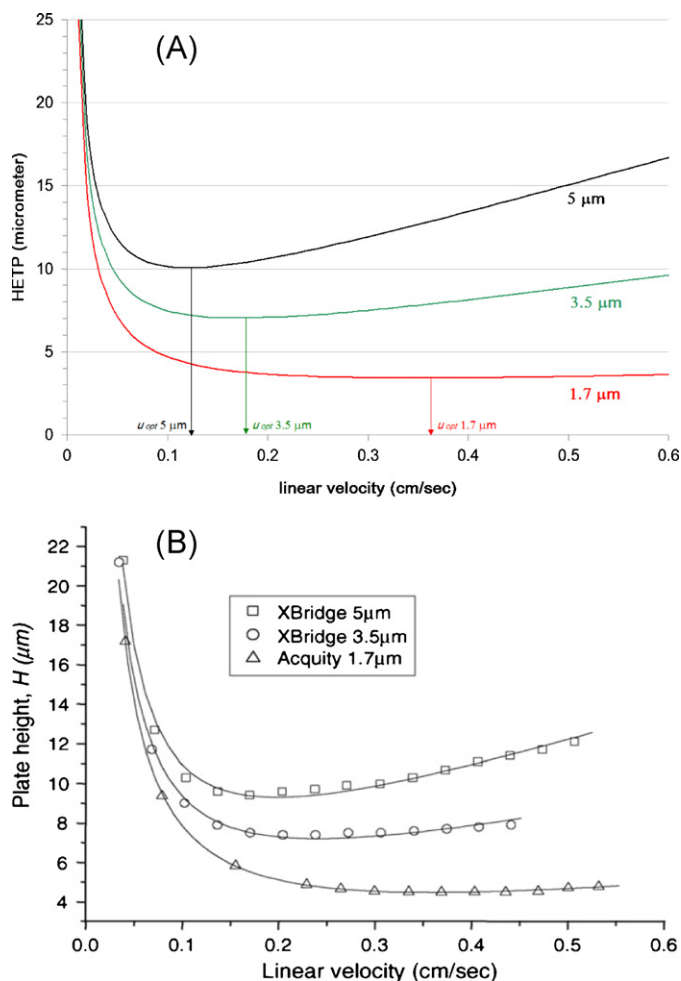 (A)
25
20
15
10
5
0
HETP (micrometer)
5 µm
3.5 µm
1.7 µm
u opt 5 µm
u opt 3.5 µm
u opt 1.7 µm
0
0.1
0.2
0.3
0.4
0.5
0.6
linear velocity (cm/sec)
(B)
22
20
18
16
14
12
10
8
6
4
Plate height, H (µm)
XBridge 5µm
XBridge 3.5µm
Acquity 1.7µm
0.0
0.1
0.2
0.3
0.4
0.5
0.6
Linear velocity (cm/sec)